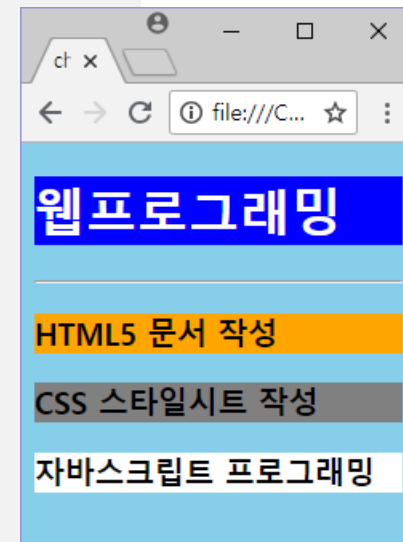 ch
file:///C...
웹프로그래밍
HTML5 문서 작성
CSS 스타일시트 작성
자바스크립트 프로그래밍